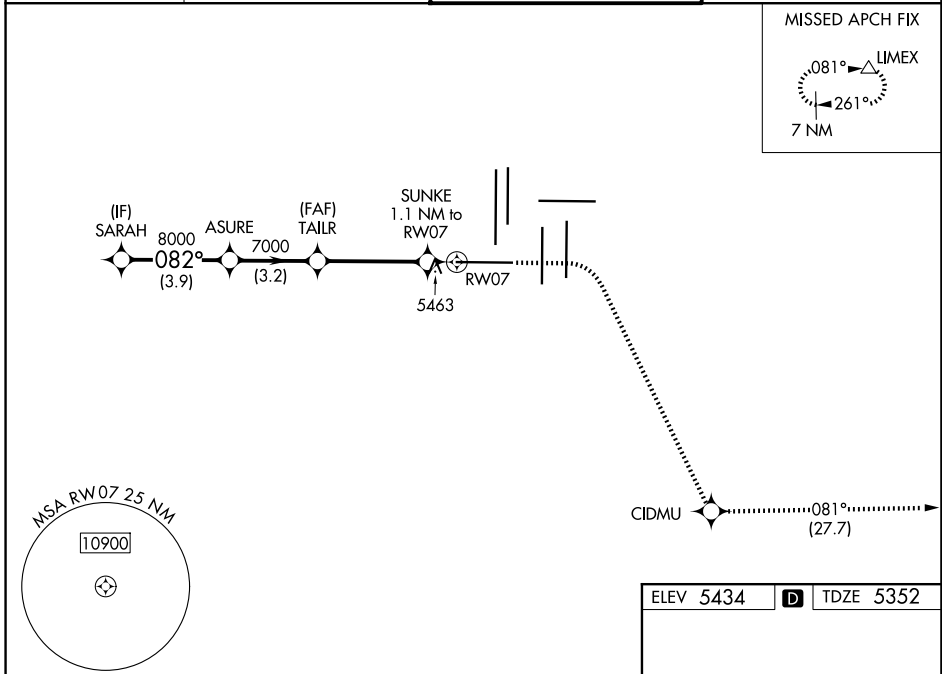 MISSED APCH FIX
LIMEX
081°
261°
7 NM
(IF)
SARAH
8000
082°
(3.9)
ASURE
7000
(3.2)
(FAF)
TAILR
SUNKE
1.1 NM to
RW07
RW07
5463
CIDMU
081°
(27.7)
MSA RW07 25 NM
10900
ELEV 5434 D TDZE 5352